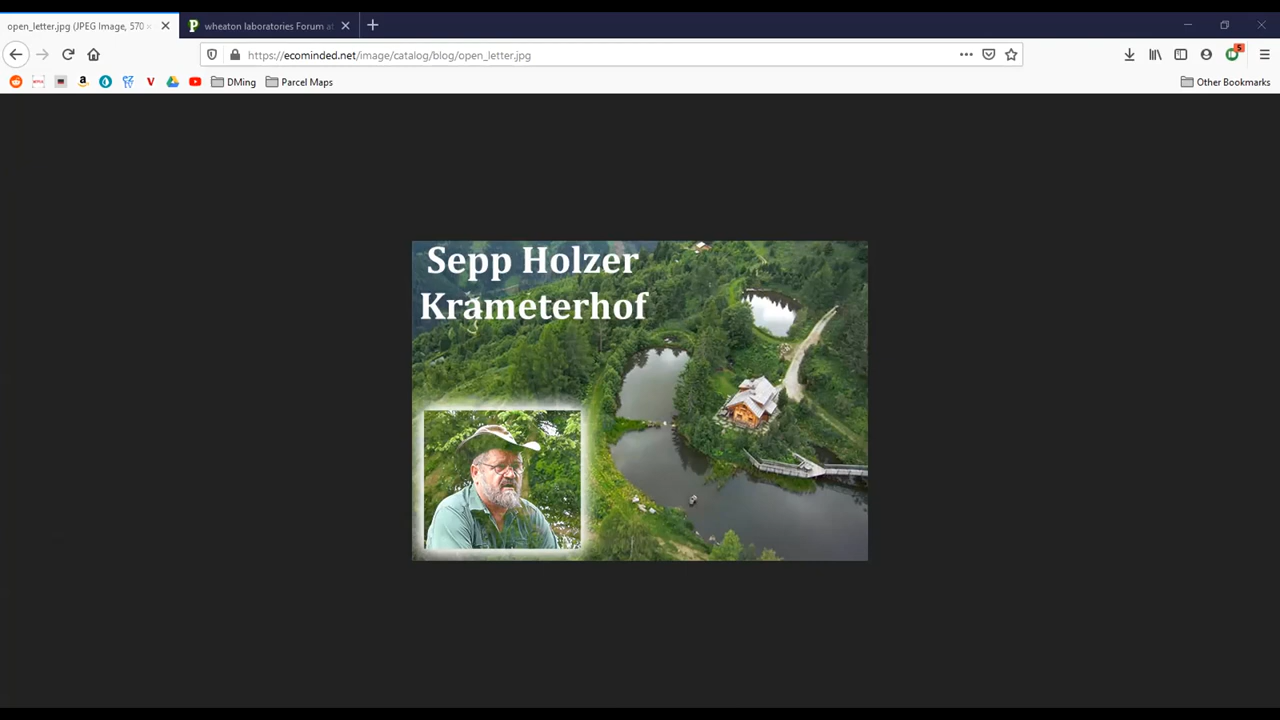 open_letter.jpg (JPEG Image, 570 ×
wheaton laboratories Forum at
https://ecominded.net/image/catalog/blog/open_letter.jpg
5
DMing
Parcel Maps
Other Bookmarks
Sepp Holzer
Krameterhof